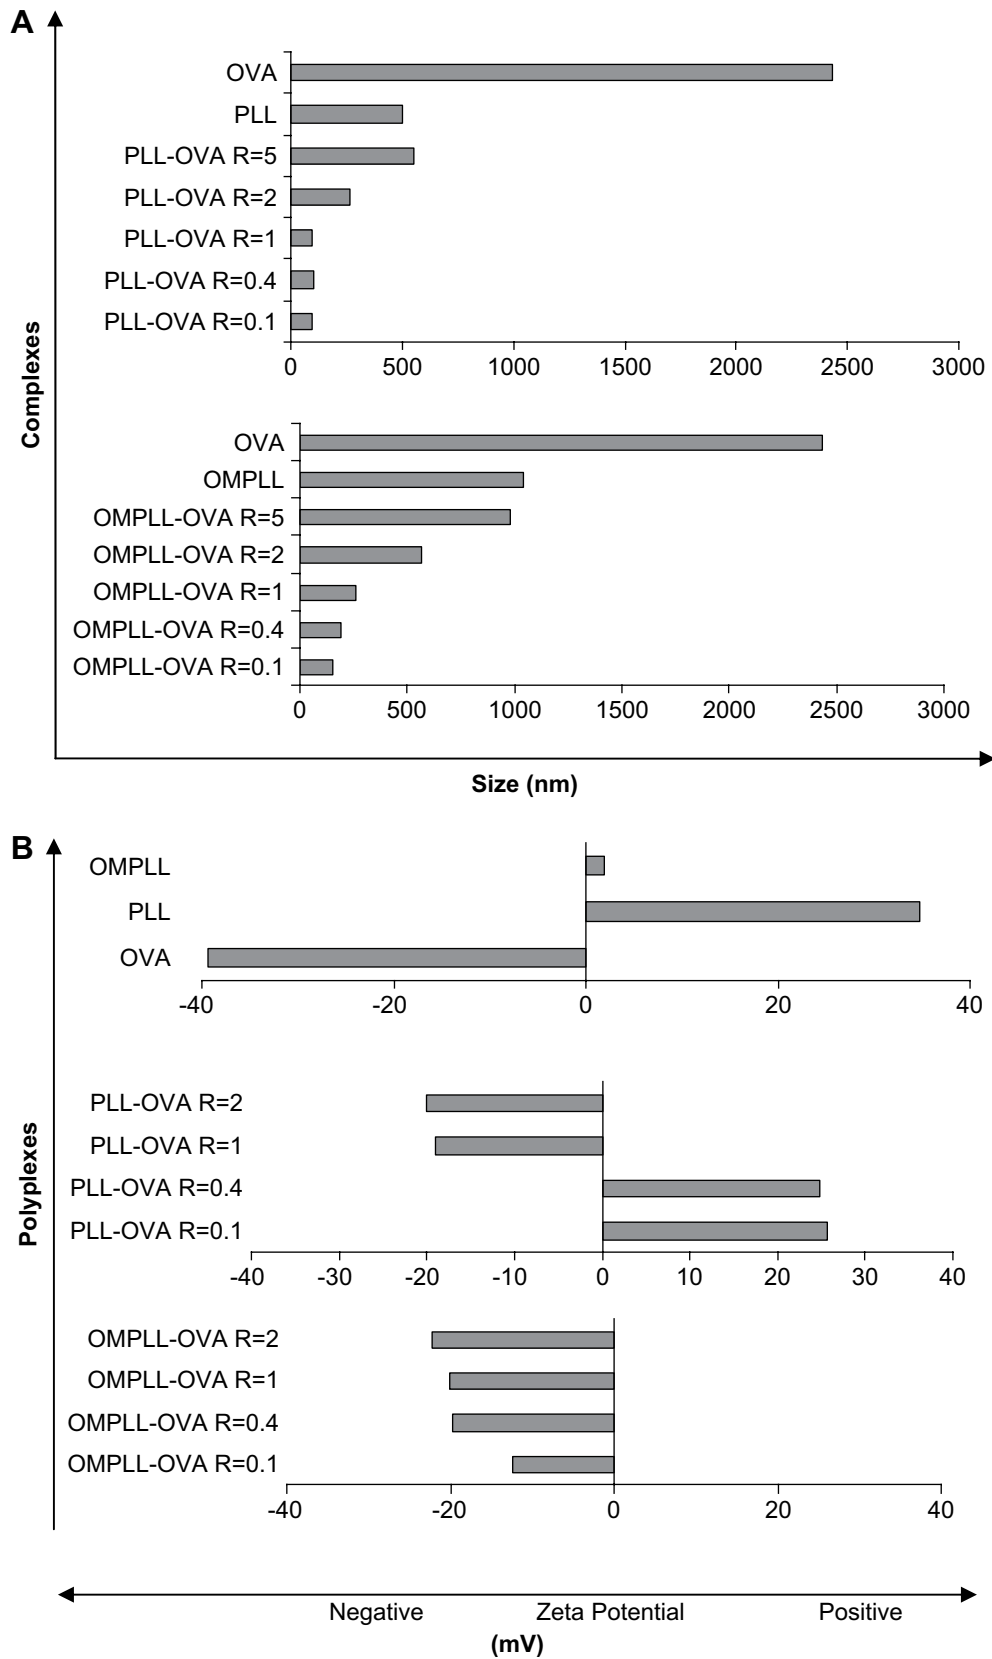 A
OVA
PLL
PLL-OVA R=5
PLL-OVA R=2
PLL-OVA R=1
PLL-OVA R=0.4
PLL-OVA R=0.1
0 500 1000 1500 2000 2500 3000
Complexes
OVA
OMPLL
OMPLL-OVA R=5
OMPLL-OVA R=2
OMPLL-OVA R=1
OMPLL-OVA R=0.4
OMPLL-OVA R=0.1
0 500 1000 1500 2000 2500 3000
Size (nm)
B
OMPLL
PLL
OVA
-40 -20 0 20 40
Polyplexes
PLL-OVA R=2
PLL-OVA R=1
PLL-OVA R=0.4
PLL-OVA R=0.1
-40 -30 -20 -10 0 10 20 30 40
OMPLL-OVA R=2
OMPLL-OVA R=1
OMPLL-OVA R=0.4
OMPLL-OVA R=0.1
-40 -20 0 20 40
Negative Zeta Potential Positive
(mV)